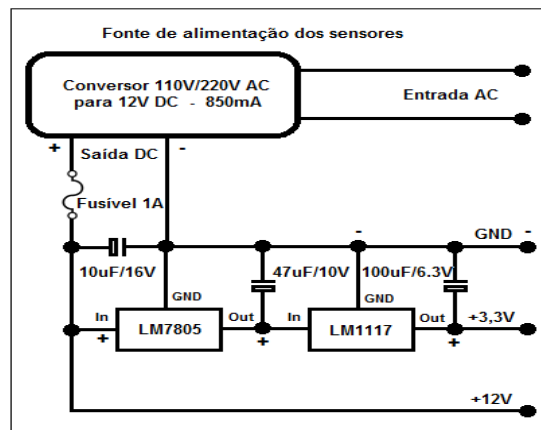 Fonte de alimentação dos sensores
Conversor 110V/220V AC
para 12V DC - 850mA
Entrada AC
+ Saída DC -
Fusível 1A
- GND -
10uF/16V 47uF/10V 100uF/6.3V
GND GND
In LM7805 Out In LM1117 Out +3,3V
+ + +
+12V